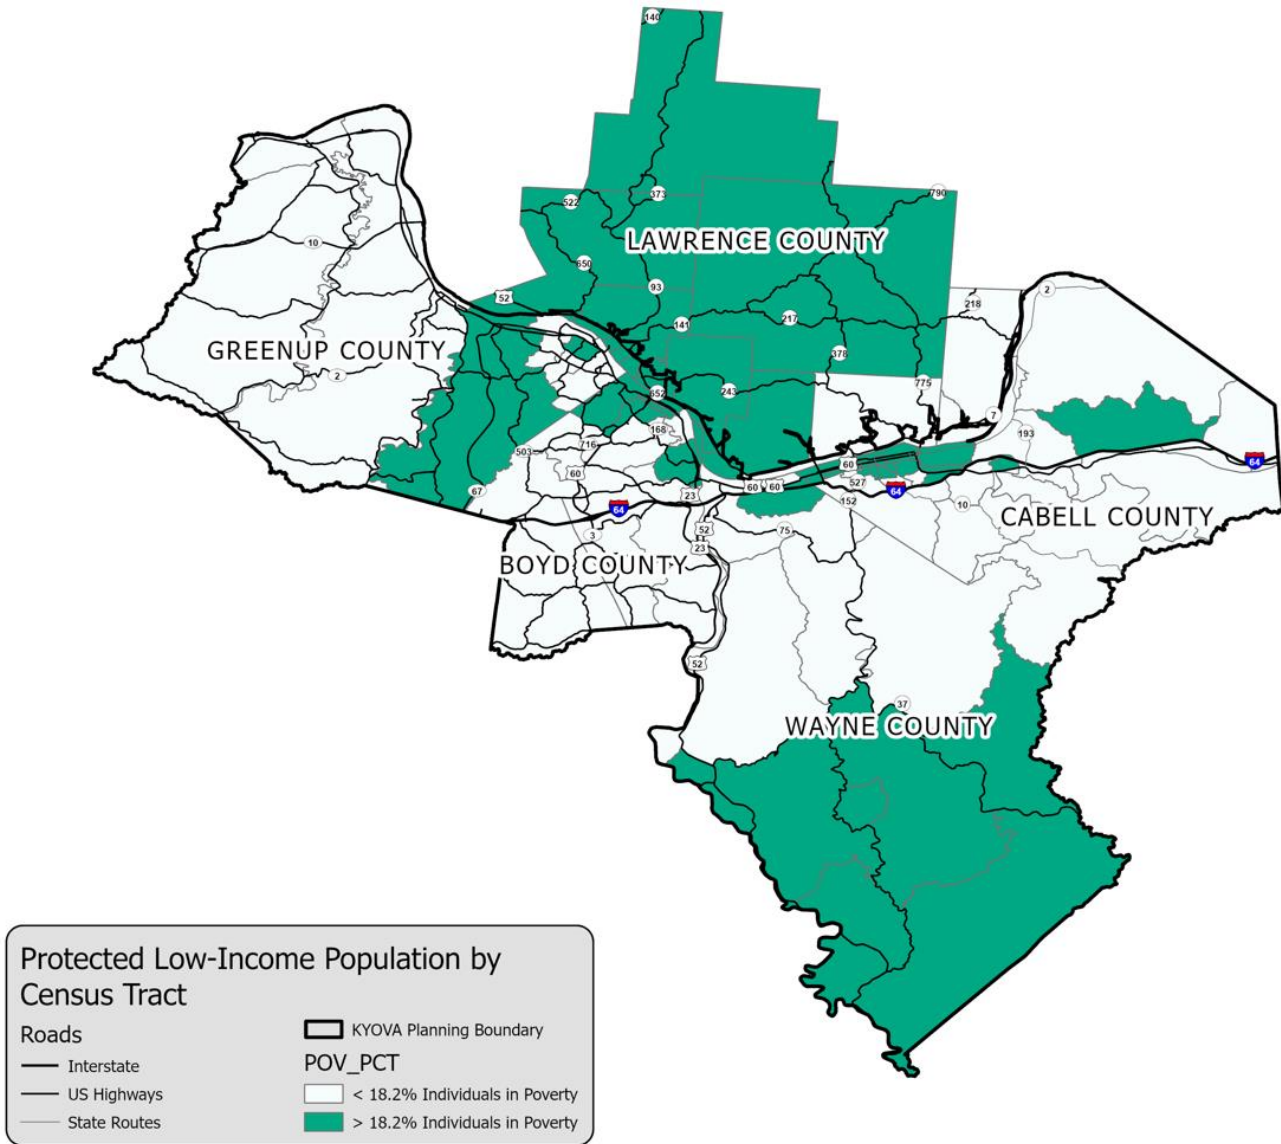 140
522
373
790
LAWRENCE COUNTY
10
650
52
93
2
218
141
217
GREENUP COUNTY
378
2
243
775
652
7
168
193
716
503
60
60
64
67
23
60
60
527
64
152
10
CABELL COUNTY
64
3
52
75
23
BOYD COUNTY
52
37
WAYNE COUNTY
Protected Low-Income Population by
Census Tract
Roads
Interstate
US Highways
State Routes
KYOVA Planning Boundary
POV_PCT
< 18.2% Individuals in Poverty
> 18.2% Individuals in Poverty